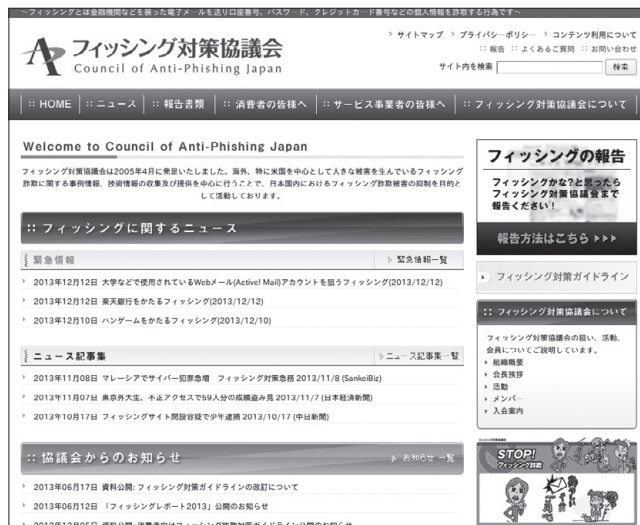 ～フィッシングとは金融機関などを装った電子メールを送り口座番号、パスワード、クレジットカード番号などの個人情報を詐取する行為です～
フィッシング対策協議会
Council of Anti-Phishing Japan
サイトマップ プライバシーポリシー コンテンツ利用について
報告 よくあるご質問 お問い合わせ
サイト内を検索 検索
HOME ニュース 報告書類 消費者の皆様へ サービス事業者の皆様へ フィッシング対策協議会について
Welcome to Council of Anti-Phishing Japan
フィッシング対策協議会は2005年4月に発足いたしました。海外、特に米国を中心として大きな被害を生んでいるフィッシング
詐欺に関する事例情報、技術情報の収集及び提供を中心に行うことで、日本国内におけるフィッシング詐欺被害の抑制を目的と
して活動しております。
フィッシングに関するニュース
緊急情報 緊急情報一覧
2013年12月12日 大学などで使用されているWebメール(Active! Mail)アカウントを狙うフィッシング(2013/12/12)
2013年12月12日 楽天銀行をかたるフィッシング(2013/12/12)
2013年12月10日 ハンゲームをかたるフィッシング(2013/12/10)
ニュース記事集 ニュース記事集一覧
2013年11月08日 マレーシアでサイバー犯罪急増 フィッシング対策急務 2013/11/8 (SankeiBiz)
2013年11月07日 東京外大生、不正アクセスで59人分の成績盗み見 2013/11/7 (日本経済新聞)
2013年10月17日 フィッシングサイト開設容疑で少年逮捕 2013/10/17 (中日新聞)
協議会からのお知らせ お知らせ 一覧
2013年06月17日 資料公開: フィッシング対策ガイドラインの改訂について
2013年06月12日 「フィッシングレポート2013」公開のお知らせ
フィッシングの報告
フィッシングかな?と思ったら
フィッシング対策協議会まで
報告ください！
報告方法はこちら
フィッシング対策ガイドライン
フィッシング対策協議会について
フィッシング対策協議会の狙い、活動、
会員についてご説明しています。
組織概要
会長挨拶
活動
メンバー
入会案内
STOP!
フィッシング詐欺